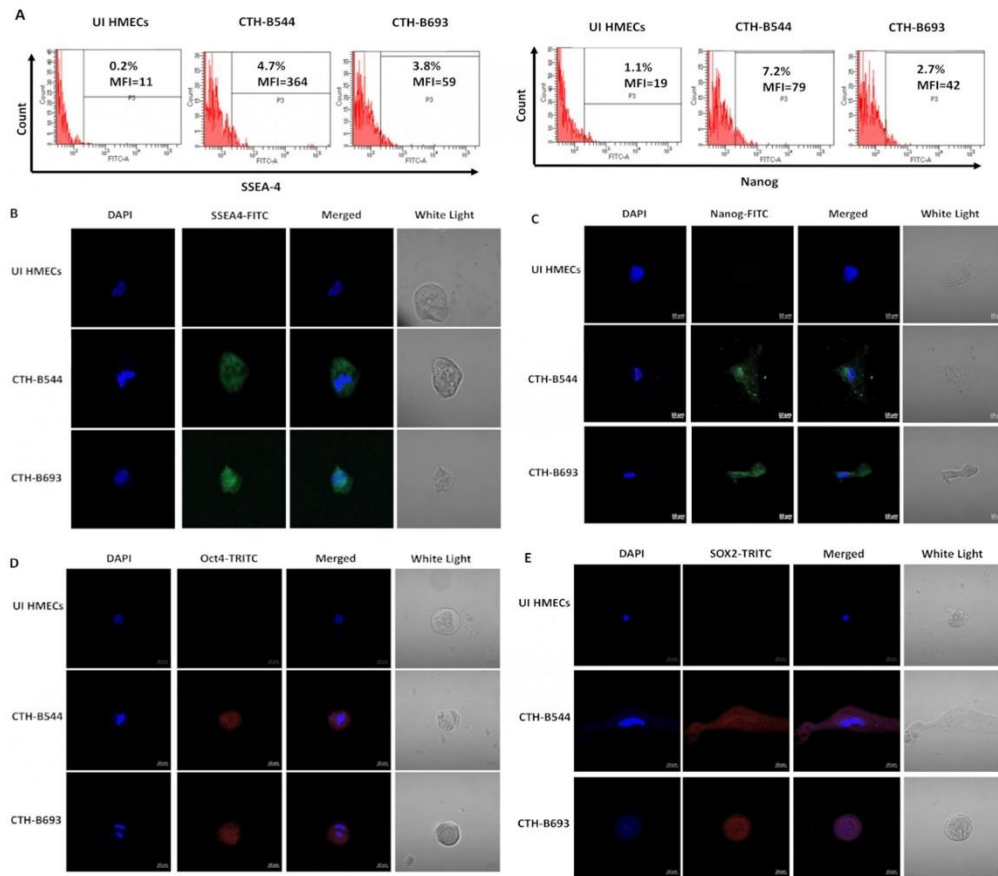 A
UI HMECs CTH-B544 CTH-B693
0.2% 4.7% 3.8%
MFI=11 MFI=364 MFI=59
P3 P3 P3
Count
FITC-A FITC-A FITC-A
SSEA-4
UI HMECs CTH-B544 CTH-B693
1.1% 7.2% 2.7%
MFI=19 MFI=79 MFI=42
P3 P3 P3
Count
FITC-A FITC-A FITC-A
Nanog
B
DAPI SSEA4-FITC Merged White Light
UI HMECs
CTH-B544
CTH-B693
C
DAPI Nanog-FITC Merged White Light
UI HMECs
CTH-B544
CTH-B693
D
DAPI Oct4-TRITC Merged White Light
UI HMECs
CTH-B544
CTH-B693
E
DAPI SOX2-TRITC Merged White Light
UI HMECs
CTH-B544
CTH-B693